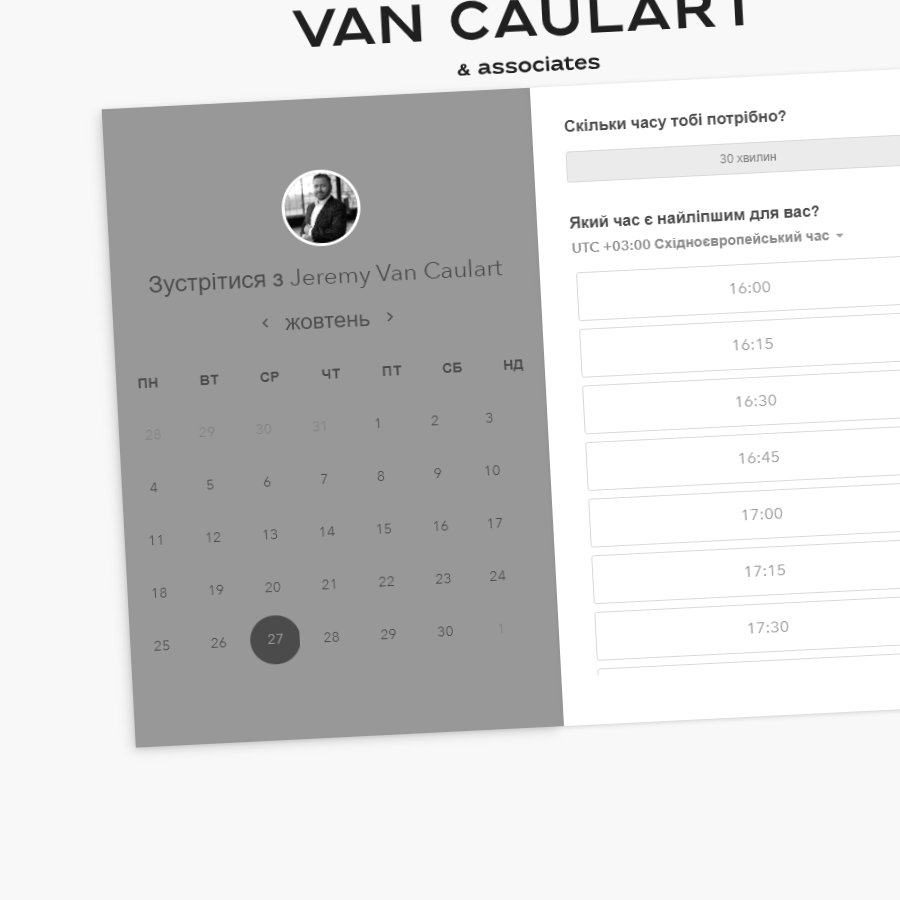 VAN CAULART
& associates
Зустрітися з Jeremy Van Caulart
‹ жовтень ›
ПН ВТ СР ЧТ ПТ СБ НД
28 29 30 31 1 2 3
4 5 6 7 8 9 10
11 12 13 14 15 16 17
18 19 20 21 22 23 24
25 26 27 28 29 30 1
Скільки часу тобі потрібно?
30 хвилин
Який час є найліпшим для вас?
UTC +03:00 Східноєвропейський час
16:00
16:15
16:30
16:45
17:00
17:15
17:30